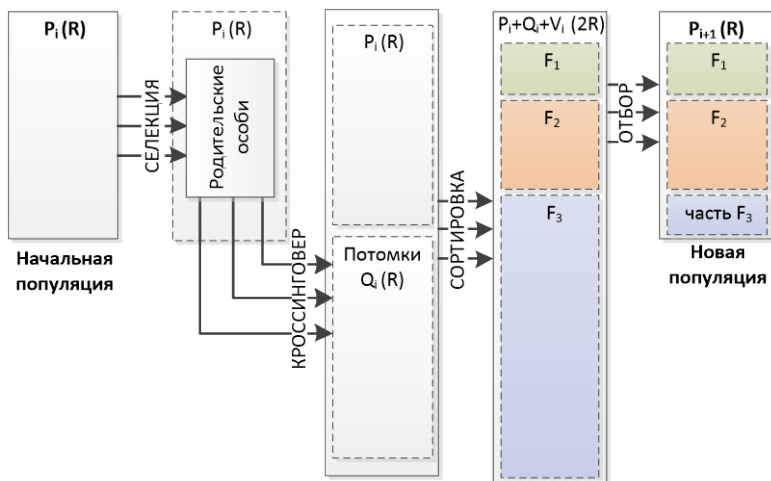 Pi (R)
СЕЛЕКЦИЯ
Начальная
популяция
Pi (R)
Родительские
особи
КРОССИНГОВЕР
Pi (R)
Потомки
Qi (R)
СОРТИРОВКА
Pi+Qi+Vi (2R)
F1
F2
F3
ОТБОР
Pi+1 (R)
F1
F2
часть F3
Новая
популяция